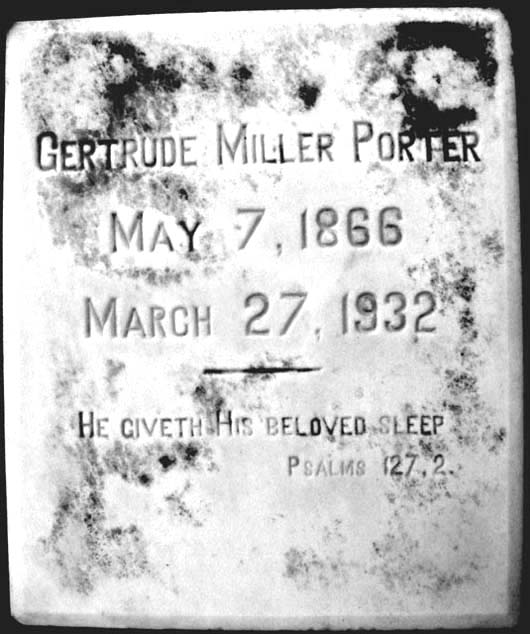 GERTRUDE MILLER PORTER
MAY 7, 1866
MARCH 27, 1932
HE GIVETH HIS BELOVED SLEEP
PSALMS 127, 2.